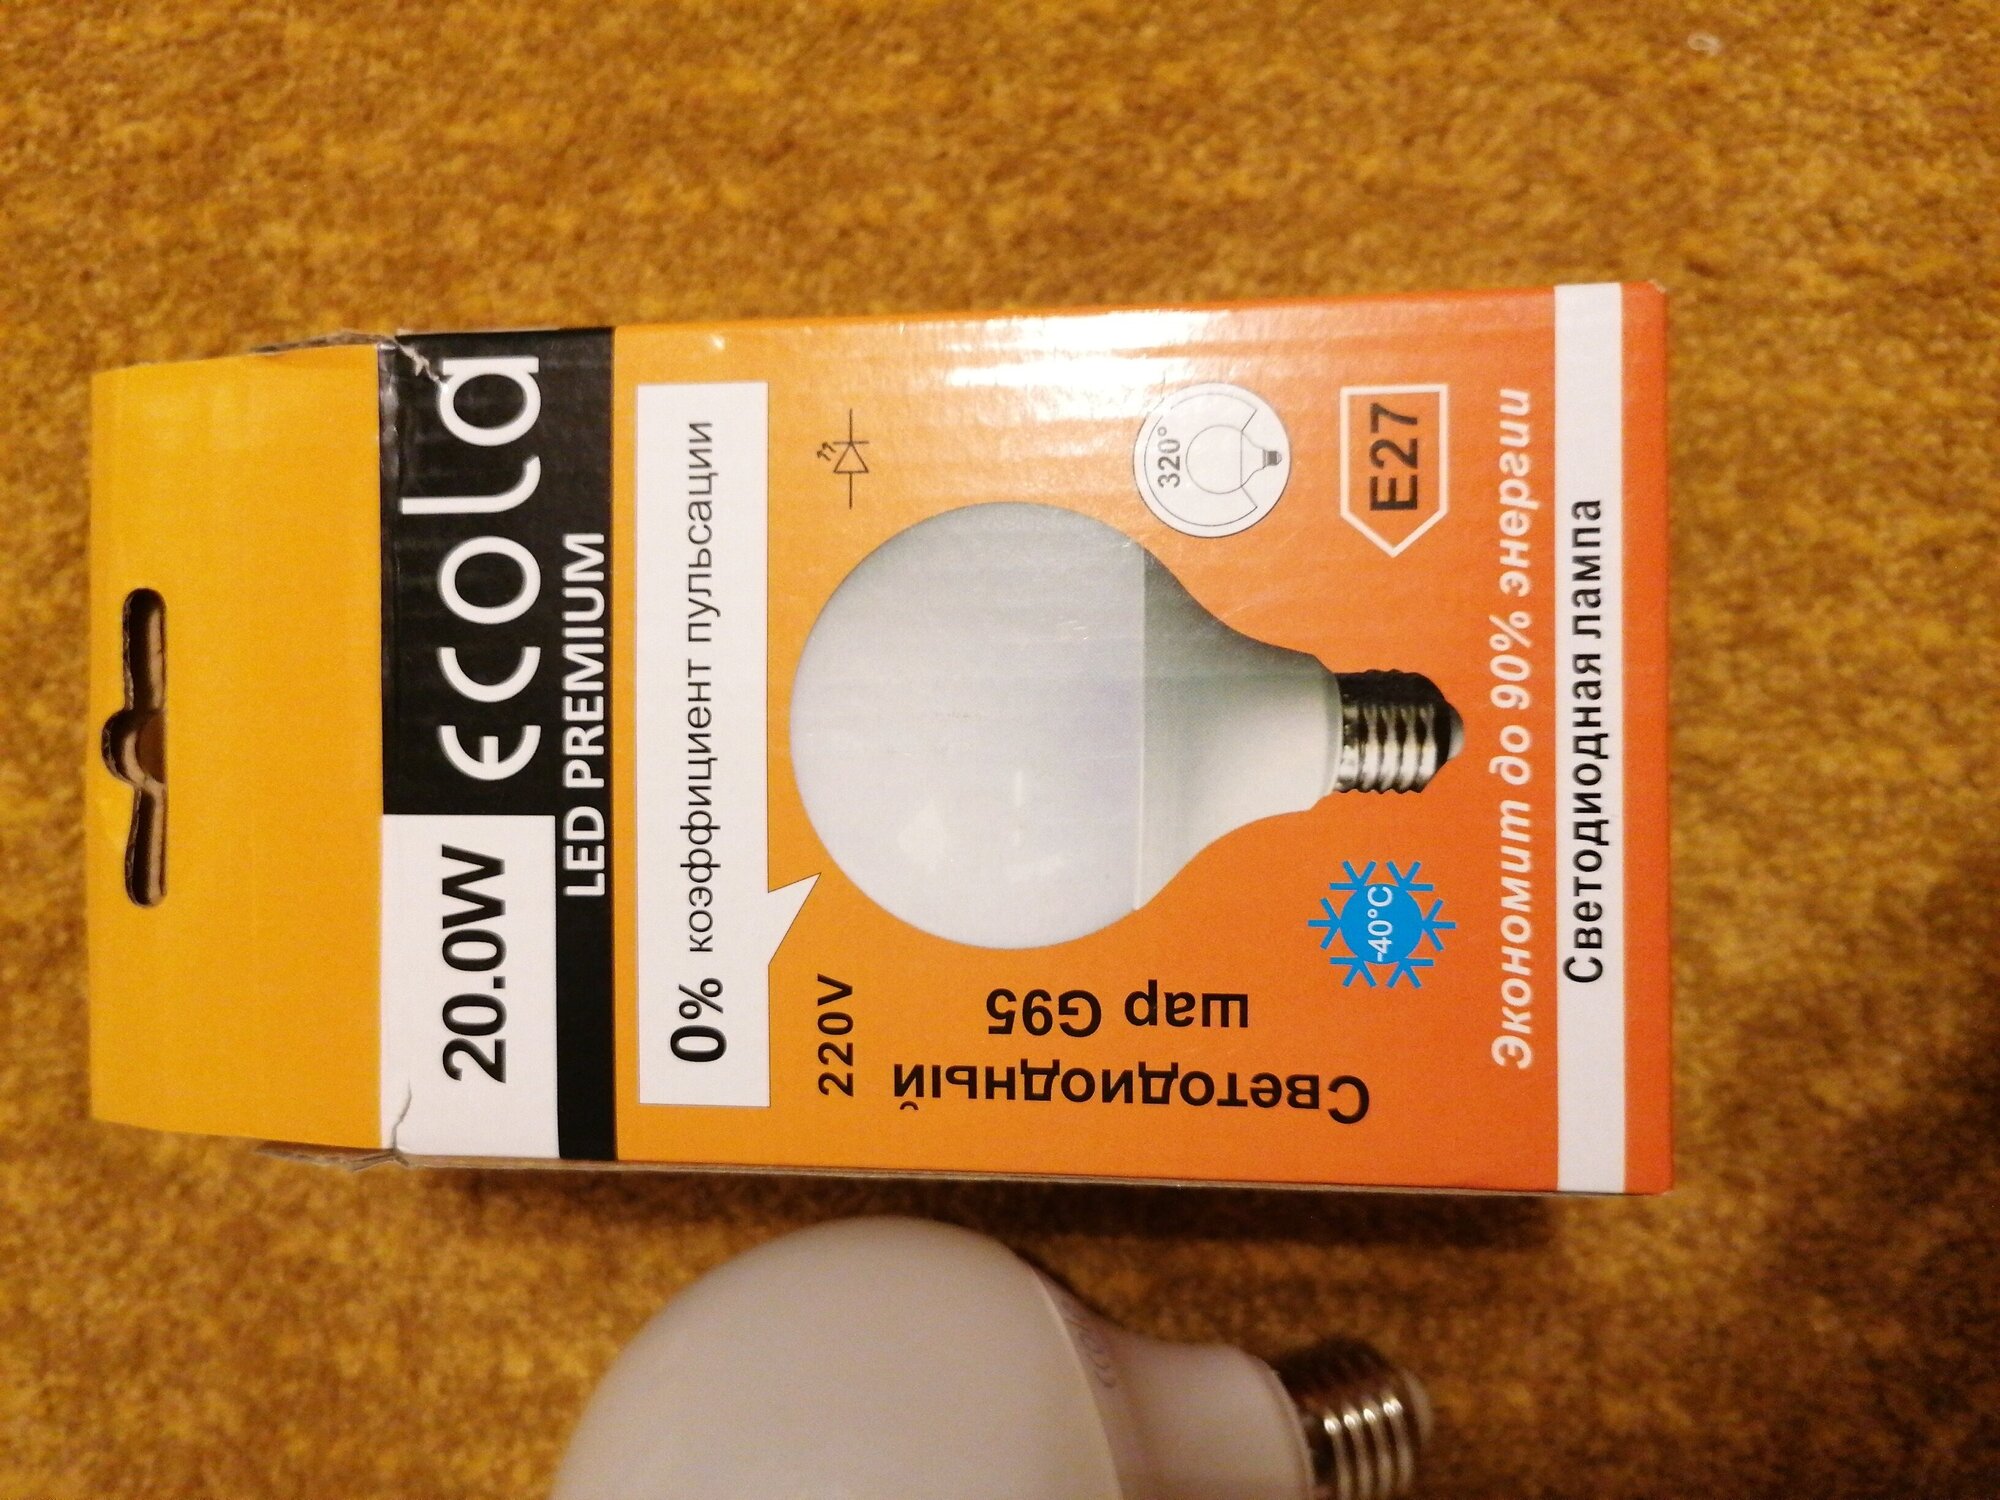 20.0W
ecola
LED PREMIUM
0% коэффициент пульсации
220V
Светодиодный
шар G95
320°
-40°C
E27
Экономит до 90% энергии
Светодиодная лампа